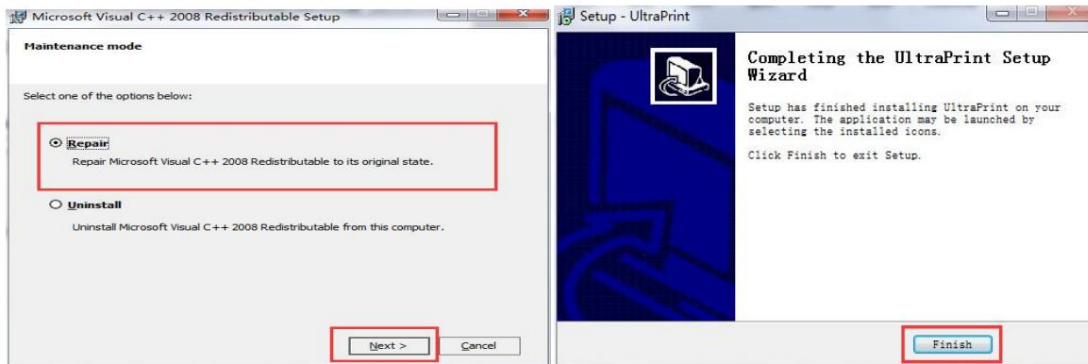 Microsoft Visual C++ 2008 Redistributable Setup
Maintenance mode
Select one of the options below:
Repair
Repair Microsoft Visual C++ 2008 Redistributable to its original state.
Uninstall
Uninstall Microsoft Visual C++ 2008 Redistributable from this computer.
Next >
Cancel
Setup - UltraPrint
Completing the UltraPrint Setup
Wizard
Setup has finished installing UltraPrint on your
computer. The application may be launched by
selecting the installed icons.
Click Finish to exit Setup.
Finish